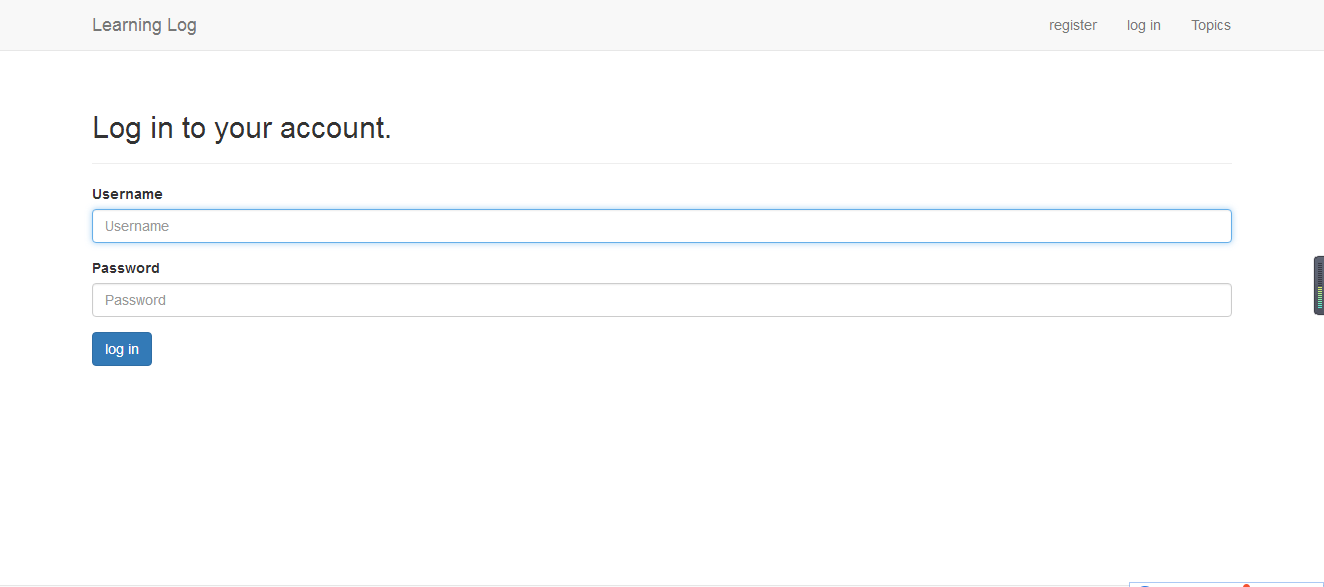 Learning Log register log in Topics
Log in to your account.
Username
Username
Password
Password
log in